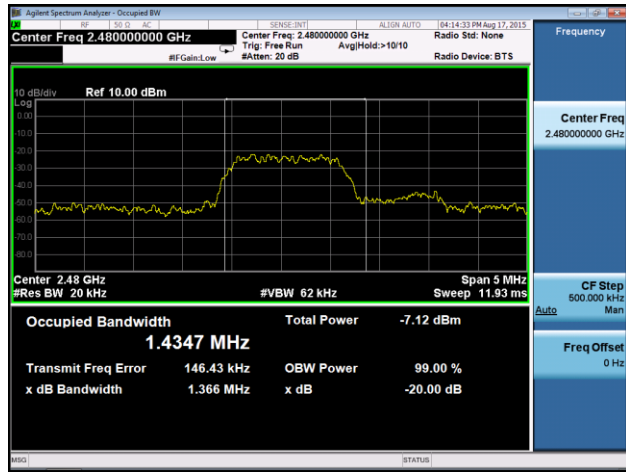 Agilent Spectrum Analyzer - Occupied BW
RF 50 Ω AC SENSE:INT ALIGN AUTO 04:14:33 PM Aug 17, 2015
Center Freq 2.480000000 GHz Center Freq: 2.480000000 GHz Radio Std: None
Trig: Free Run Avg|Hold:>10/10
#IFGain:Low #Atten: 20 dB Radio Device: BTS
10 dB/div Ref 10.00 dBm
Log
0.00
-10.0
-20.0
-30.0
-40.0
-50.0
-60.0
-70.0
-80.0
Center 2.48 GHz Span 5 MHz
#Res BW 20 kHz #VBW 62 kHz Sweep 11.93 ms
Occupied Bandwidth Total Power -7.12 dBm
1.4347 MHz
Transmit Freq Error 146.43 kHz OBW Power 99.00 %
x dB Bandwidth 1.366 MHz x dB -20.00 dB
MSG STATUS
Frequency
Center Freq
2.480000000 GHz
CF Step
500.000 kHz
Auto Man
Freq Offset
0 Hz